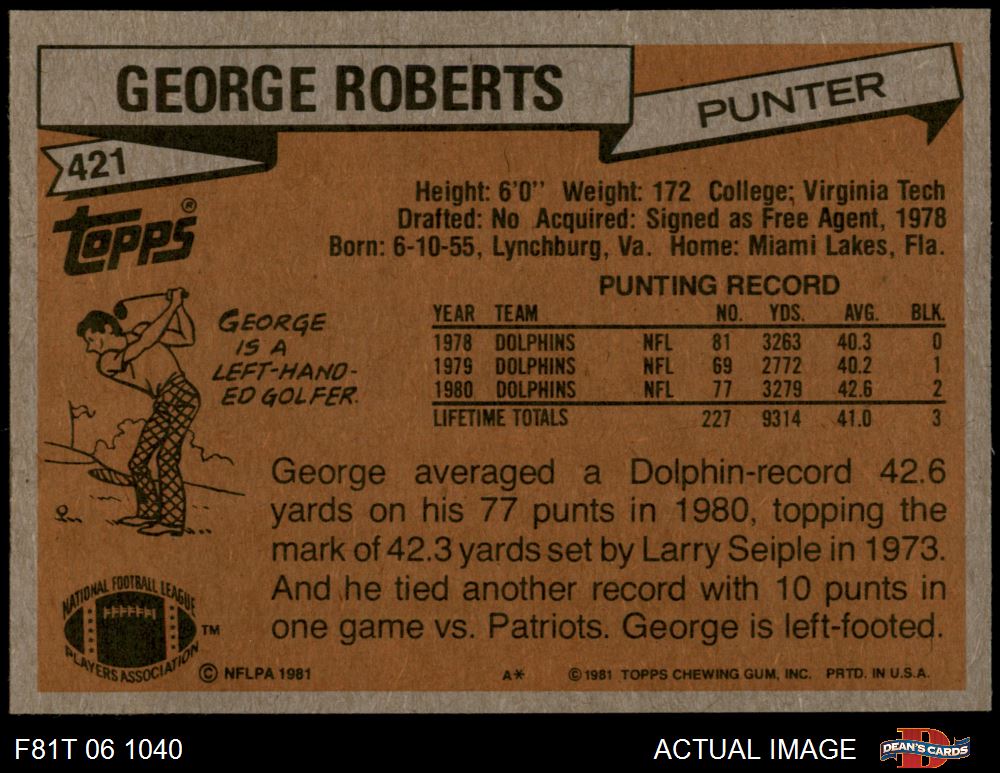 GEORGE ROBERTS
PUNTER
421
TOPPS®
Height: 6'0" Weight: 172 College; Virginia Tech
Drafted: No Acquired: Signed as Free Agent, 1978
Born: 6-10-55, Lynchburg, Va. Home: Miami Lakes, Fla.
PUNTING RECORD
YEAR TEAM NO. YDS. AVG. BLK.
1978 DOLPHINS NFL 81 3263 40.3 0
1979 DOLPHINS NFL 69 2772 40.2 1
1980 DOLPHINS NFL 77 3279 42.6 2
LIFETIME TOTALS 227 9314 41.0 3
GEORGE
IS A
LEFT-HAND-
ED GOLFER.
George averaged a Dolphin-record 42.6
yards on his 77 punts in 1980, topping the
mark of 42.3 yards set by Larry Seiple in 1973.
And he tied another record with 10 punts in
one game vs. Patriots. George is left-footed.
NATIONAL FOOTBALL LEAGUE
PLAYERS ASSOCIATION
TM
© NFLPA 1981
A* © 1981 TOPPS CHEWING GUM, INC. PRTD. IN U.S.A.
F81T 06 1040
ACTUAL IMAGE
DEAN'S CARDS